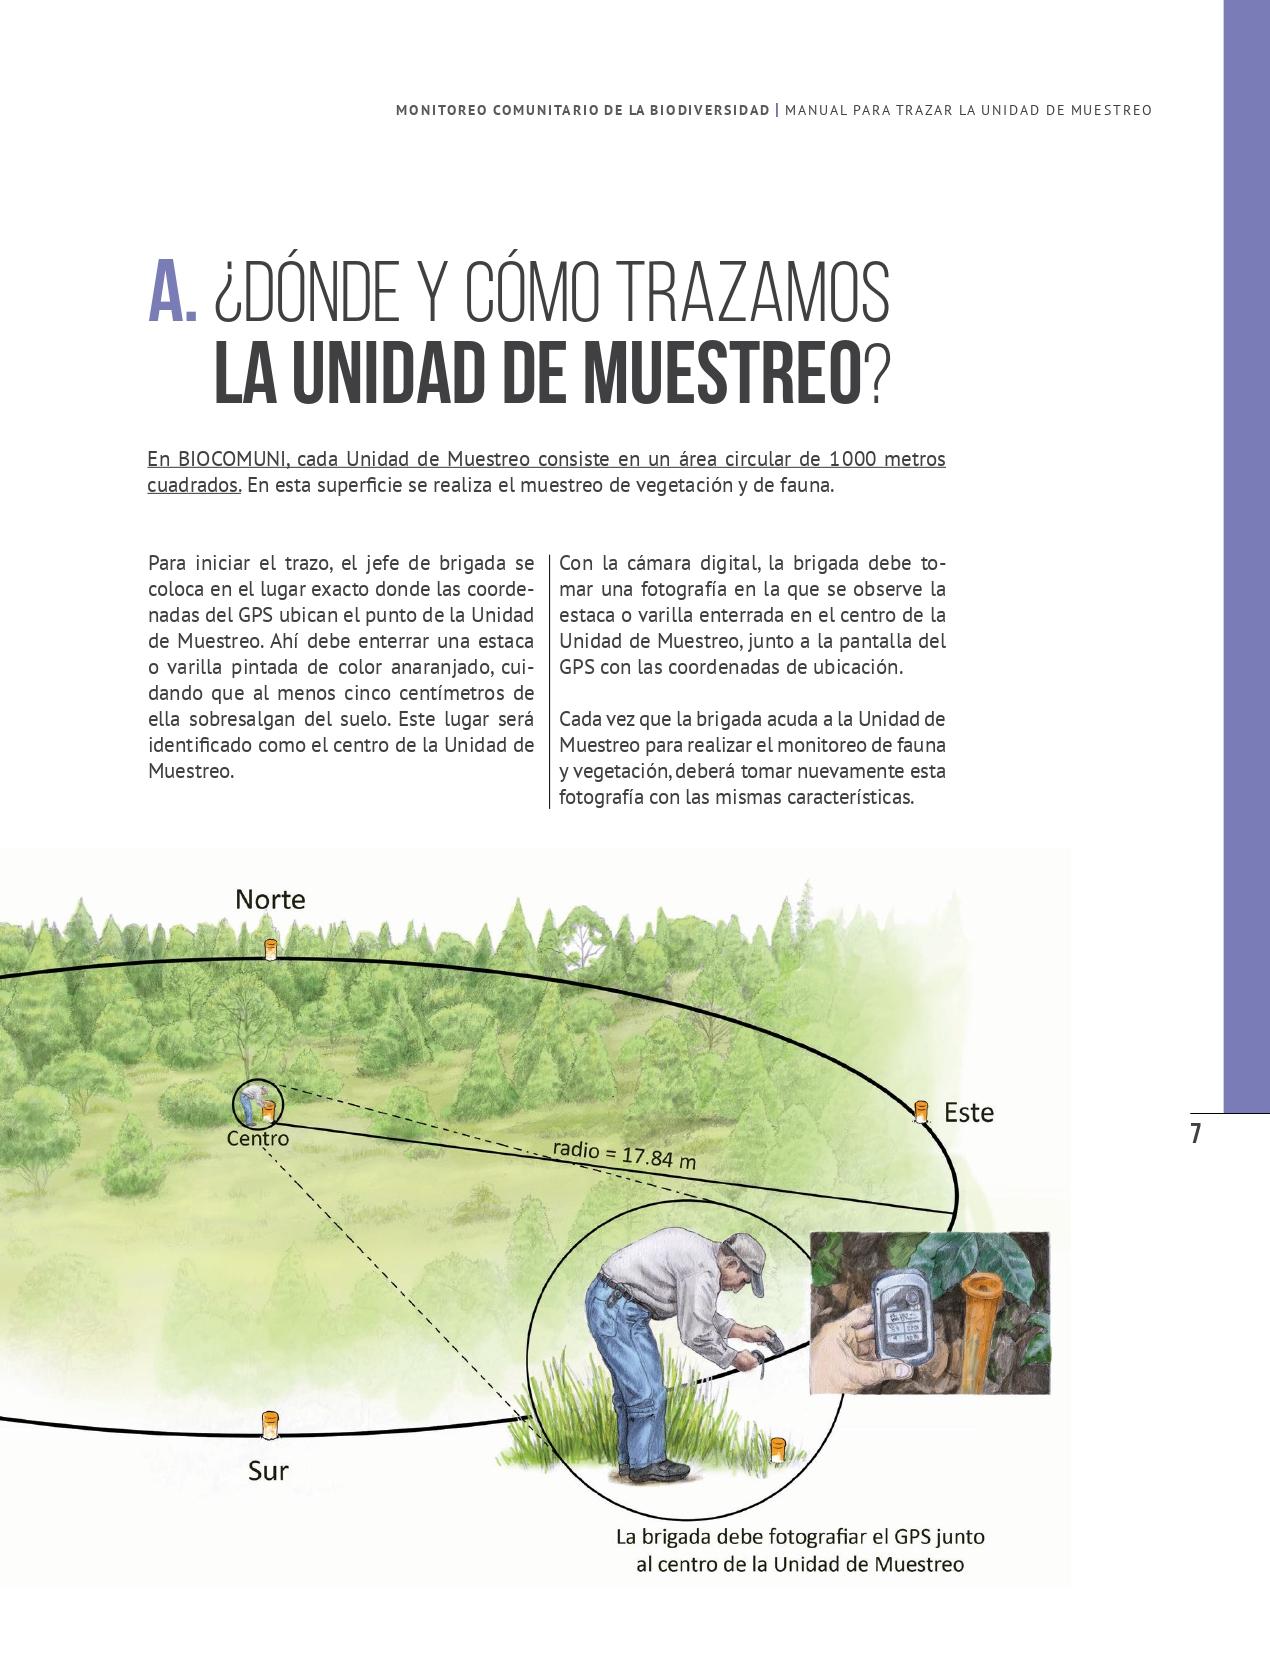 MONITOREO COMUNITARIO DE LA BIODIVERSIDAD | MANUAL PARA TRAZAR LA UNIDAD DE MUESTREO
A. ¿DÓNDE Y CÓMO TRAZAMOS
LA UNIDAD DE MUESTREO?
En BIOCOMUNI, cada Unidad de Muestreo consiste en un área circular de 1000 metros
cuadrados. En esta superficie se realiza el muestreo de vegetación y de fauna.
Para iniciar el trazo, el jefe de brigada se
coloca en el lugar exacto donde las coorde-
nadas del GPS ubican el punto de la Unidad
de Muestreo. Ahí debe enterrar una estaca
o varilla pintada de color anaranjado, cui-
dando que al menos cinco centímetros de
ella sobresalgan del suelo. Este lugar será
identificado como el centro de la Unidad de
Muestreo.
Con la cámara digital, la brigada debe to-
mar una fotografía en la que se observe la
estaca o varilla enterrada en el centro de la
Unidad de Muestreo, junto a la pantalla del
GPS con las coordenadas de ubicación.
Cada vez que la brigada acuda a la Unidad de
Muestreo para realizar el monitoreo de fauna
y vegetación, deberá tomar nuevamente esta
fotografía con las mismas características.
Norte
Este
7
Centro
radio = 17.84 m
Sur
La brigada debe fotografiar el GPS junto
al centro de la Unidad de Muestreo